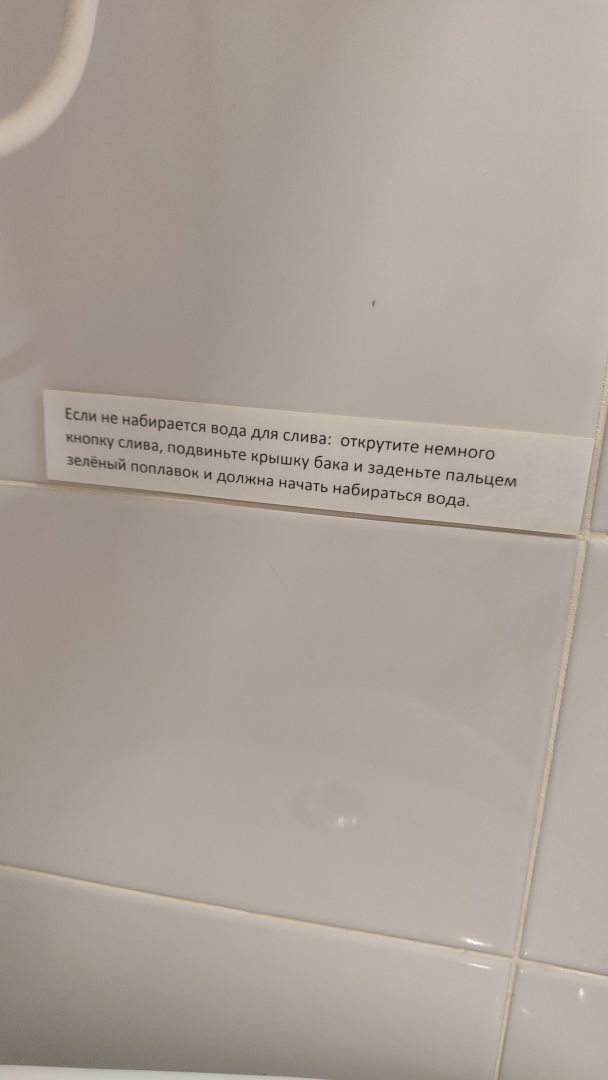 Если не набирается вода для слива:  открутите немного
кнопку слива, подвиньте крышку бака и заденьте пальцем
зелёный поплавок и должна начать набираться вода.